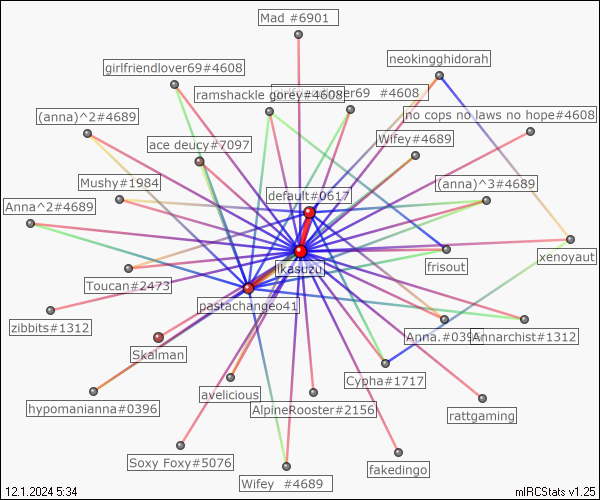 Mad #6901
neokingghidorah
girlfriendlover69#4608
ramshackle gorey#4608
#4608
no cops no laws no hope#4608
(anna)^2#4689
ace deucy#7097
Wifey#4689
Mushy#1984
default#0617
(anna)^3#4689
Anna^2#4689
ikasuzu
frisout
xenoyaut
Toucan#2473
pastachangeo41
zibbits#1312
Anna.#039
Annarchist#1312
Skalman
Cypha#1717
hypomanianna#0396
avelicious
AlpineRooster#2156
rattgaming
Soxy Foxy#5076
Wifey #4689
fakedingo
12.1.2024 5:34
mIRCStats v1.25